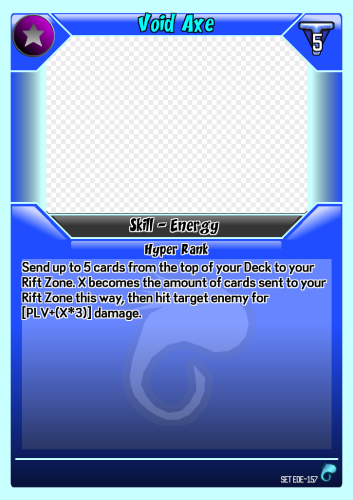 Void Axe
5
Skill - Energy
Hyper Rank
Send up to 5 cards from the top of your Deck to your
Rift Zone. X becomes the amount of cards sent to your
Rift Zone this way, then hit target enemy for
[PLV+(X*3)] damage.
SET EDE-157